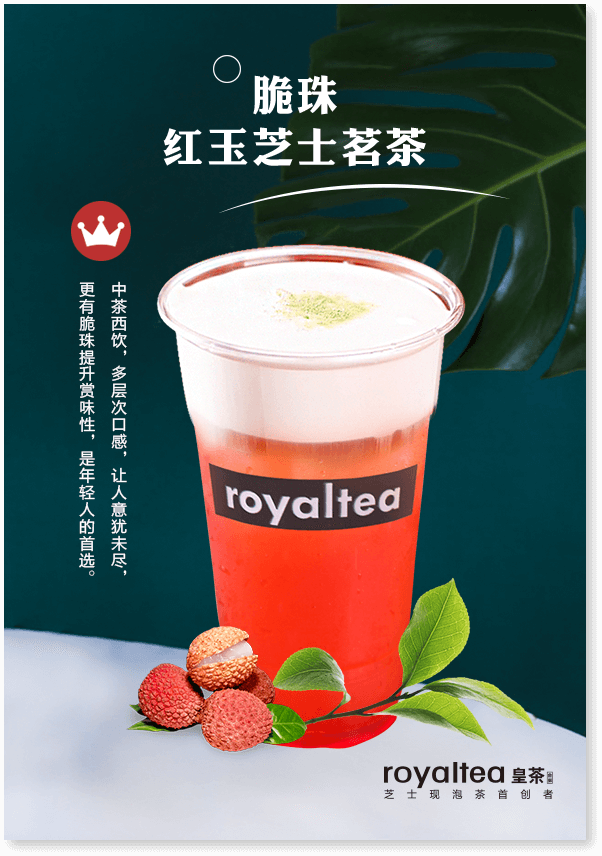 脆珠
红玉芝士茗茶
中茶西饮，多层次口感，让人意犹未尽，
更有脆珠提升赏味性，是年轻人的首选。
royaltea
royaltea 皇茶
芝士现泡茶首创者